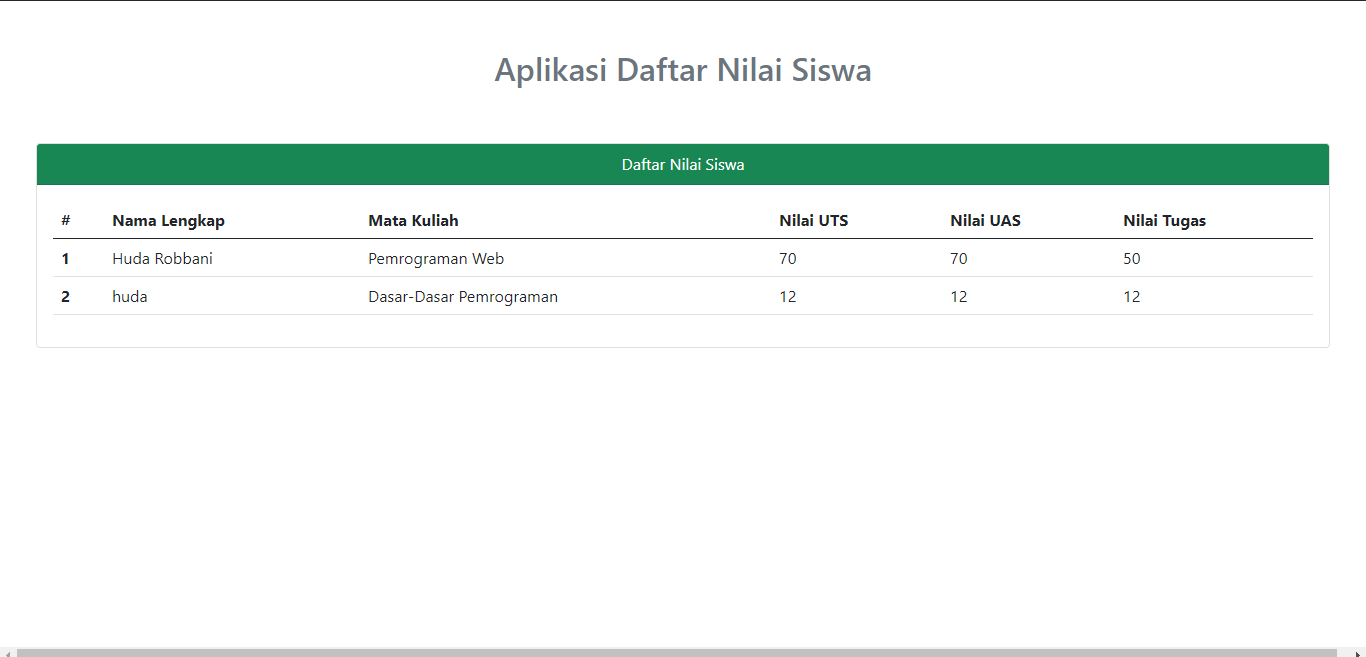 Aplikasi Daftar Nilai Siswa
Daftar Nilai Siswa
# Nama Lengkap Mata Kuliah Nilai UTS Nilai UAS Nilai Tugas
1 Huda Robbani Pemrograman Web 70 70 50
2 huda Dasar-Dasar Pemrograman 12 12 12